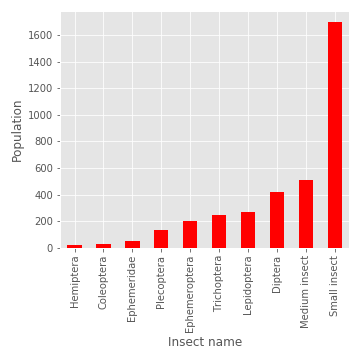 1600
1400
1200
1000
800
600
400
200
0
Population
Hemiptera
Coleoptera
Ephemeridae
Plecoptera
Ephemeroptera
Trichoptera
Lepidoptera
Diptera
Medium insect
Small insect
Insect name